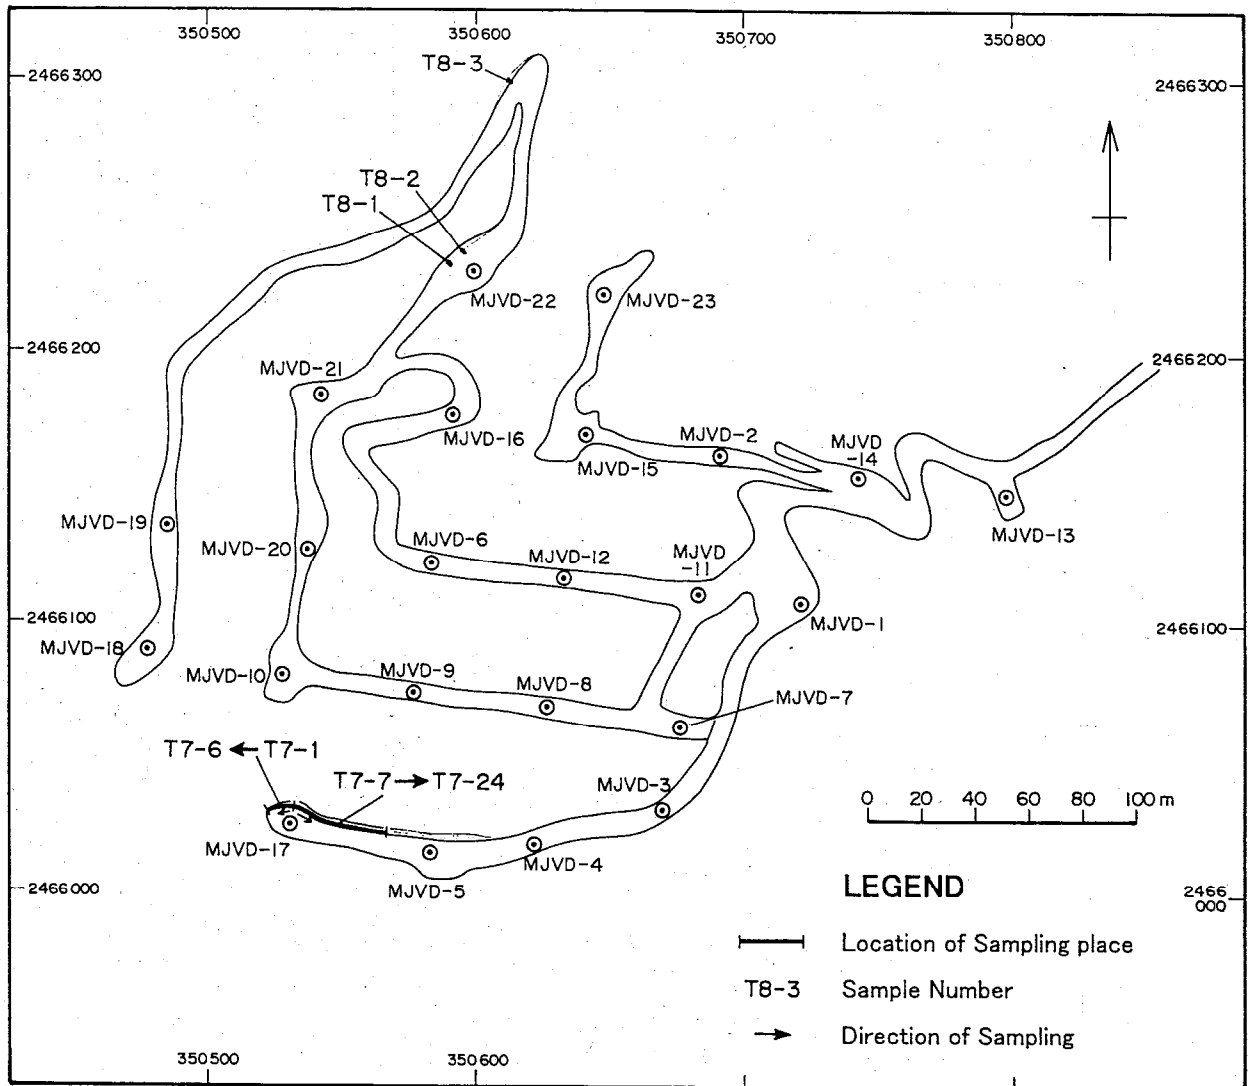 350500
350600
350700
350800
2466300
2466300
T8-3
T8-2
T8-1
MJVD-22
MJVD-23
2466200
2466200
MJVD-21
MJVD-16
MJVD-2
MJVD
-14
MJVD-15
MJVD-13
MJVD-19
MJVD-20
MJVD-6
MJVD-12
MJVD
-11
2466100
2466100
MJVD-1
MJVD-18
MJVD-10
MJVD-9
MJVD-8
MJVD-7
T7-6 ← T7-1
T7-7 → T7-24
MJVD-3
0 20 40 60 80 100m
MJVD-17
MJVD-4
MJVD-5
2466000
2466
000
LEGEND
Location of Sampling place
T8-3 Sample Number
Direction of Sampling
350500
350600